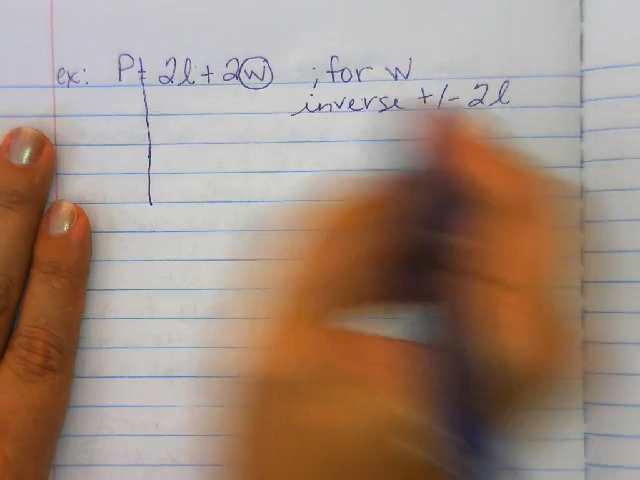 ex: P = 2l + 2w ; for w
inverse +/- 2l